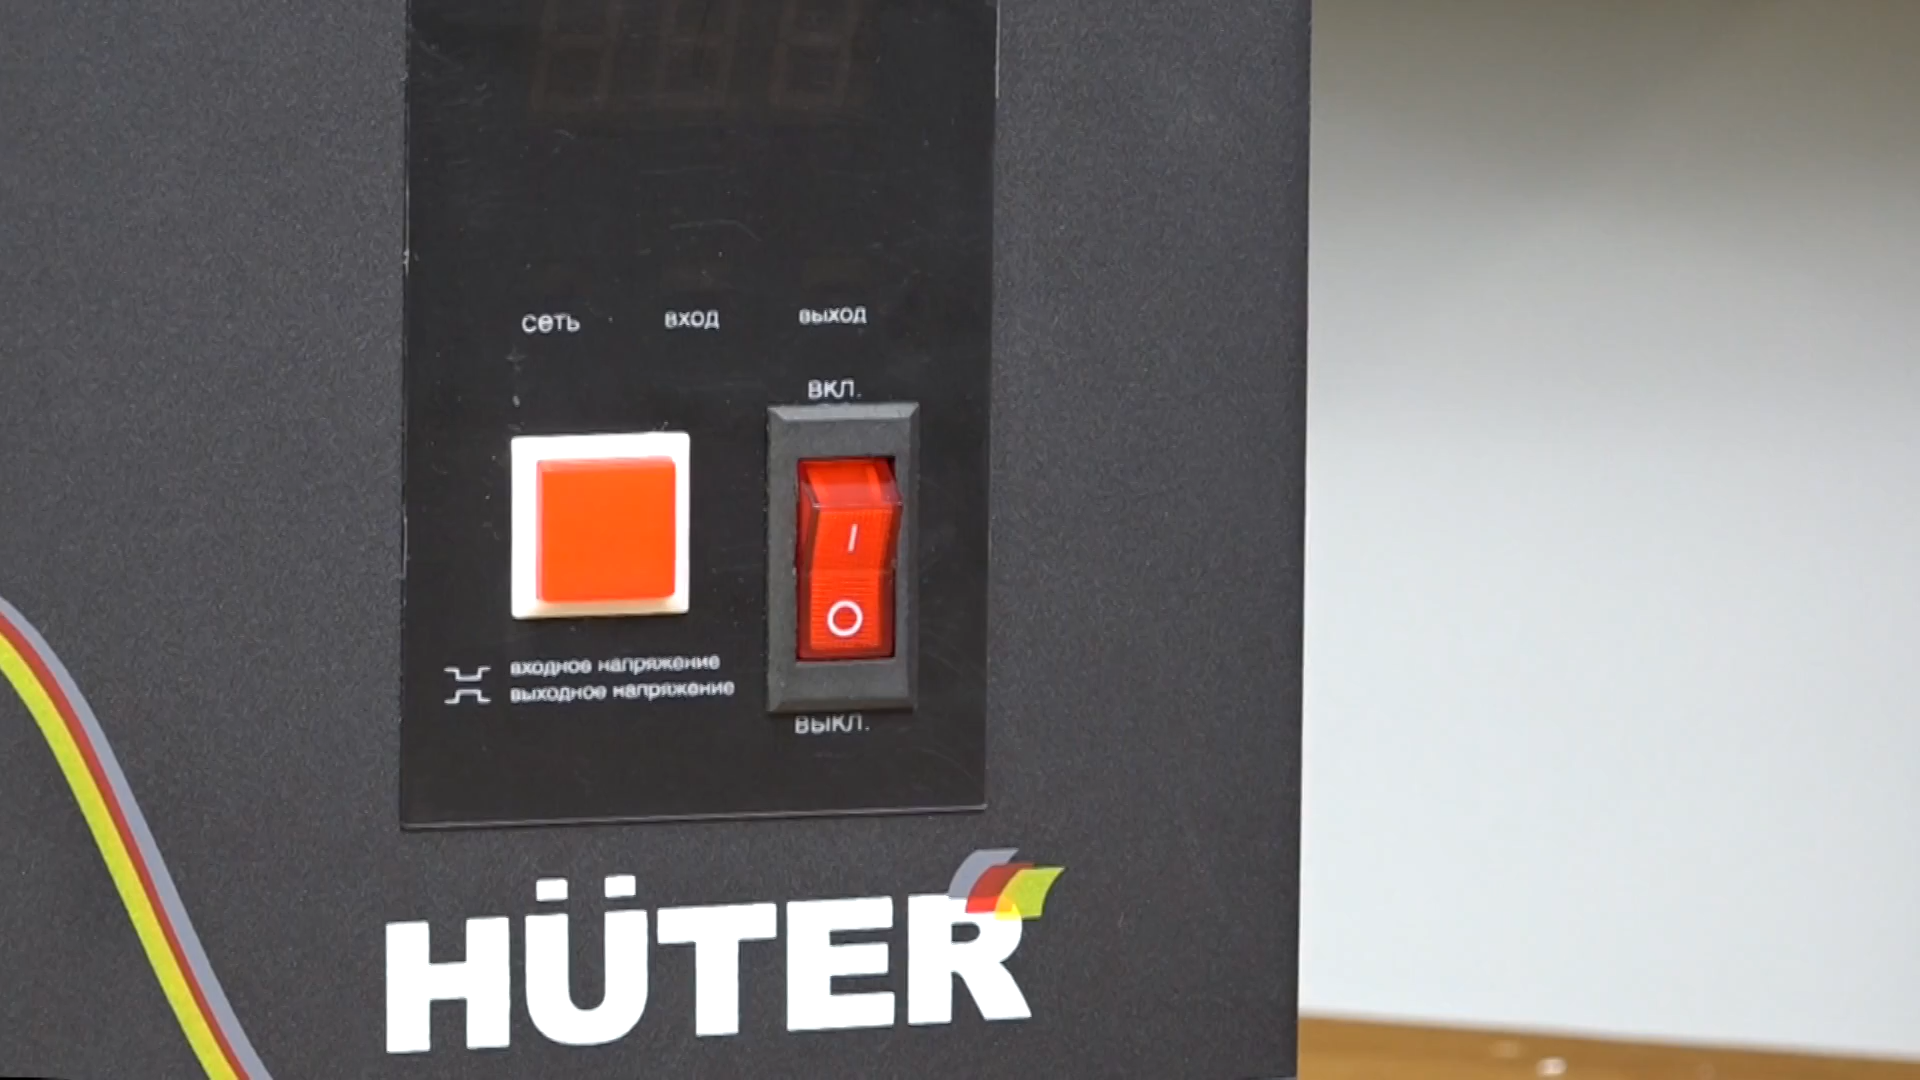 сеть вход выход
ВКЛ.
I
O
входное напряжение
выходное напряжение
ВЫКЛ.
HÜTER